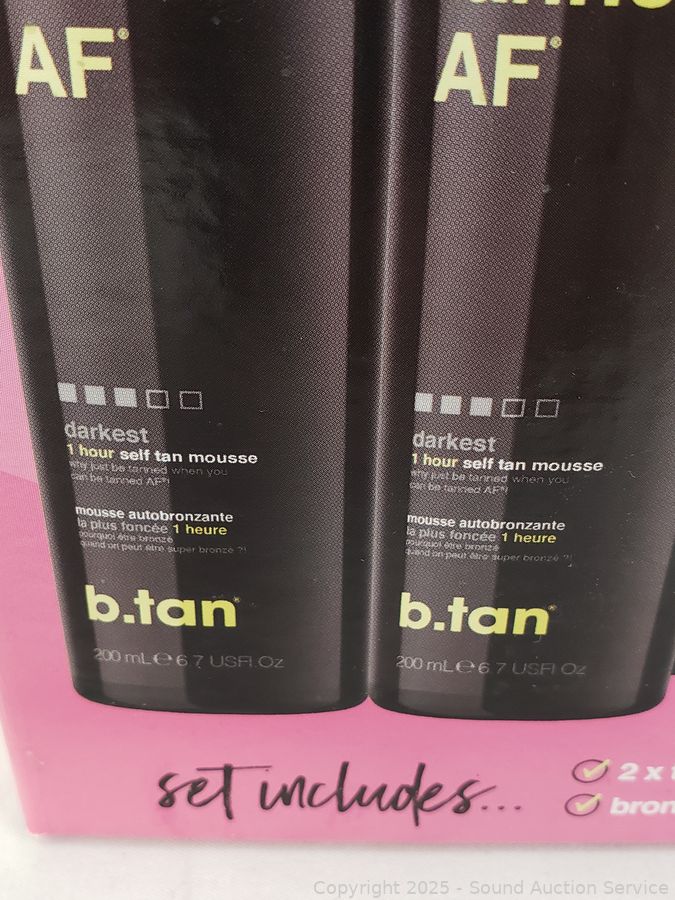 AF®
darkest
1 hour self tan mousse
why just be tanned when you
can be tanned AF®!
mousse autobronzante
la plus foncée 1 heure
pourquoi être bronzé
quand on peut être super bronzé ?!
b.tan®
200 mL e 6.7 USFl.Oz
AF®
darkest
1 hour self tan mousse
why just be tanned when you
can be tanned AF®!
mousse autobronzante
la plus foncée 1 heure
pourquoi être bronzé
quand on peut être super bronzé ?!
b.tan®
200 mL e 6.7 USFl.Oz
set includes...
2 x
Copyright 2025 - Sound Auction Service